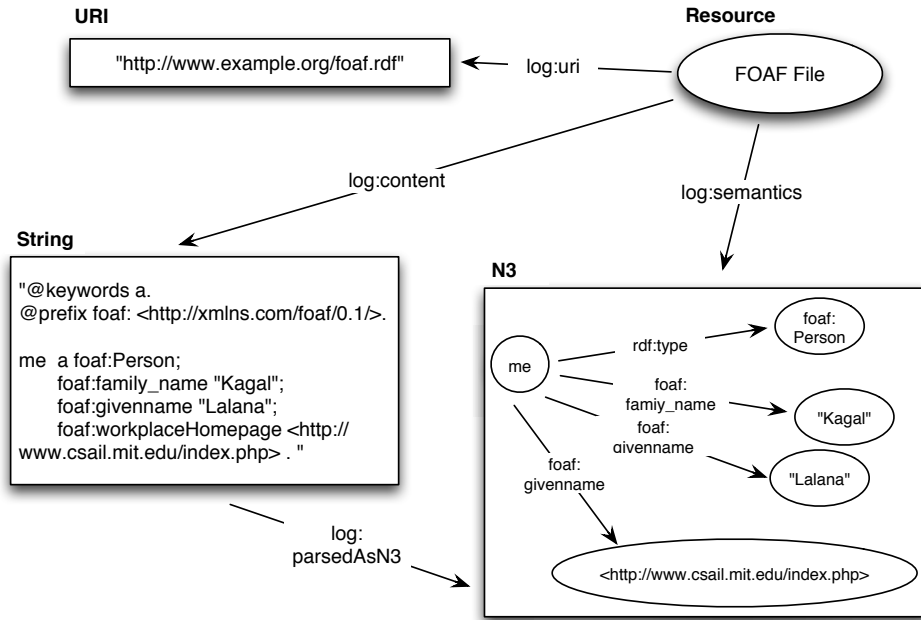 URI
Resource
"http://www.example.org/foaf.rdf"
log:uri
FOAF File
log:content
log:semantics
String
"@keywords a.
@prefix foaf: <http://xmlns.com/foaf/0.1/>.
me a foaf:Person;
foaf:family_name "Kagal";
foaf:givenname "Lalana";
foaf:workplaceHomepage <http://
www.csail.mit.edu/index.php> . "
N3
me
rdf:type
foaf:
Person
foaf:
famiy_name
"Kagal"
foaf:
givenname
"Lalana"
foaf:
givenname
<http://www.csail.mit.edu/index.php>
log:
parsedAsN3